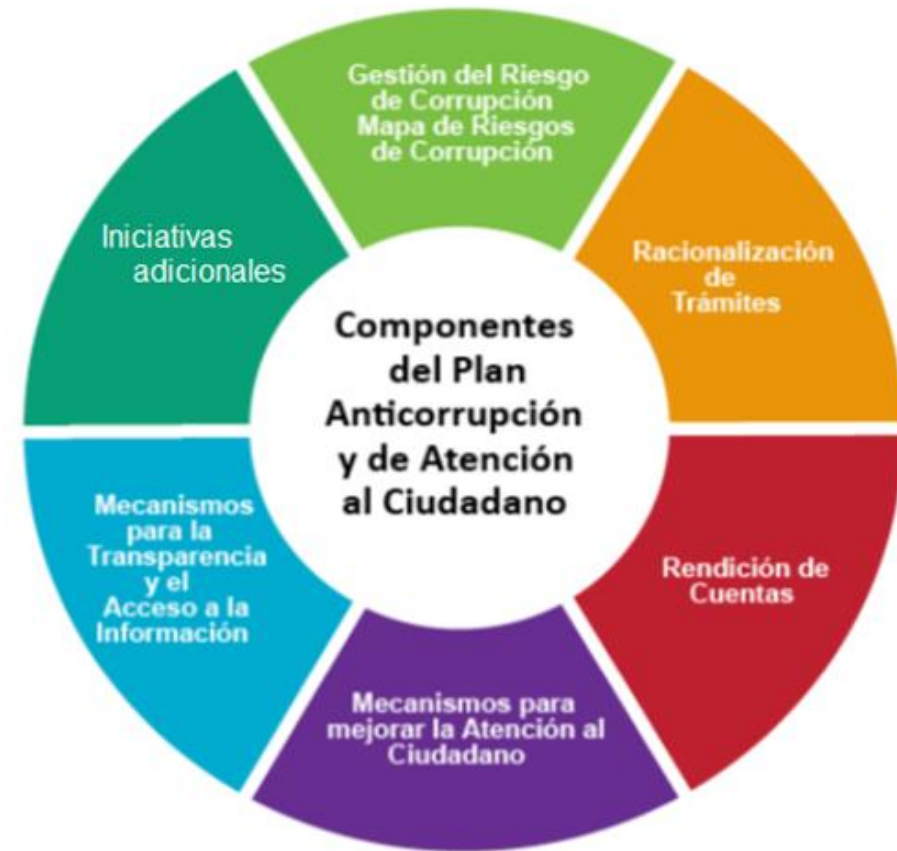 Gestión del Riesgo
de Corrupción
Mapa de Riesgos
de Corrupción
Racionalización
de
Trámites
Rendición de
Cuentas
Mecanismos para
mejorar la Atención al
Ciudadano
Mecanismos
para la
Transparencia
y el
Acceso a la
Información
Iniciativas
adicionales
Componentes
del Plan
Anticorrupción
y de Atención
al Ciudadano